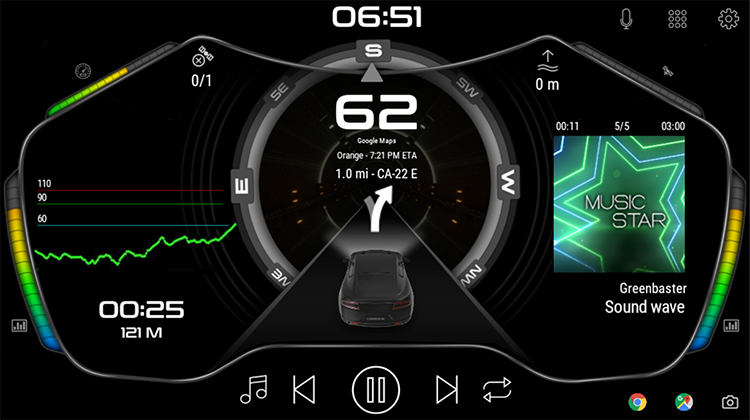 06:51
0/1
0 m
S
SE
SW
62
Google Maps
Orange - 7:21 PM ETA
1.0 mi - CA-22 E
00:11 5/5 03:00
110
90
60
E
W
MUSIC
STAR
NE
NW
Greenbaster
Sound wave
00:25
121 M